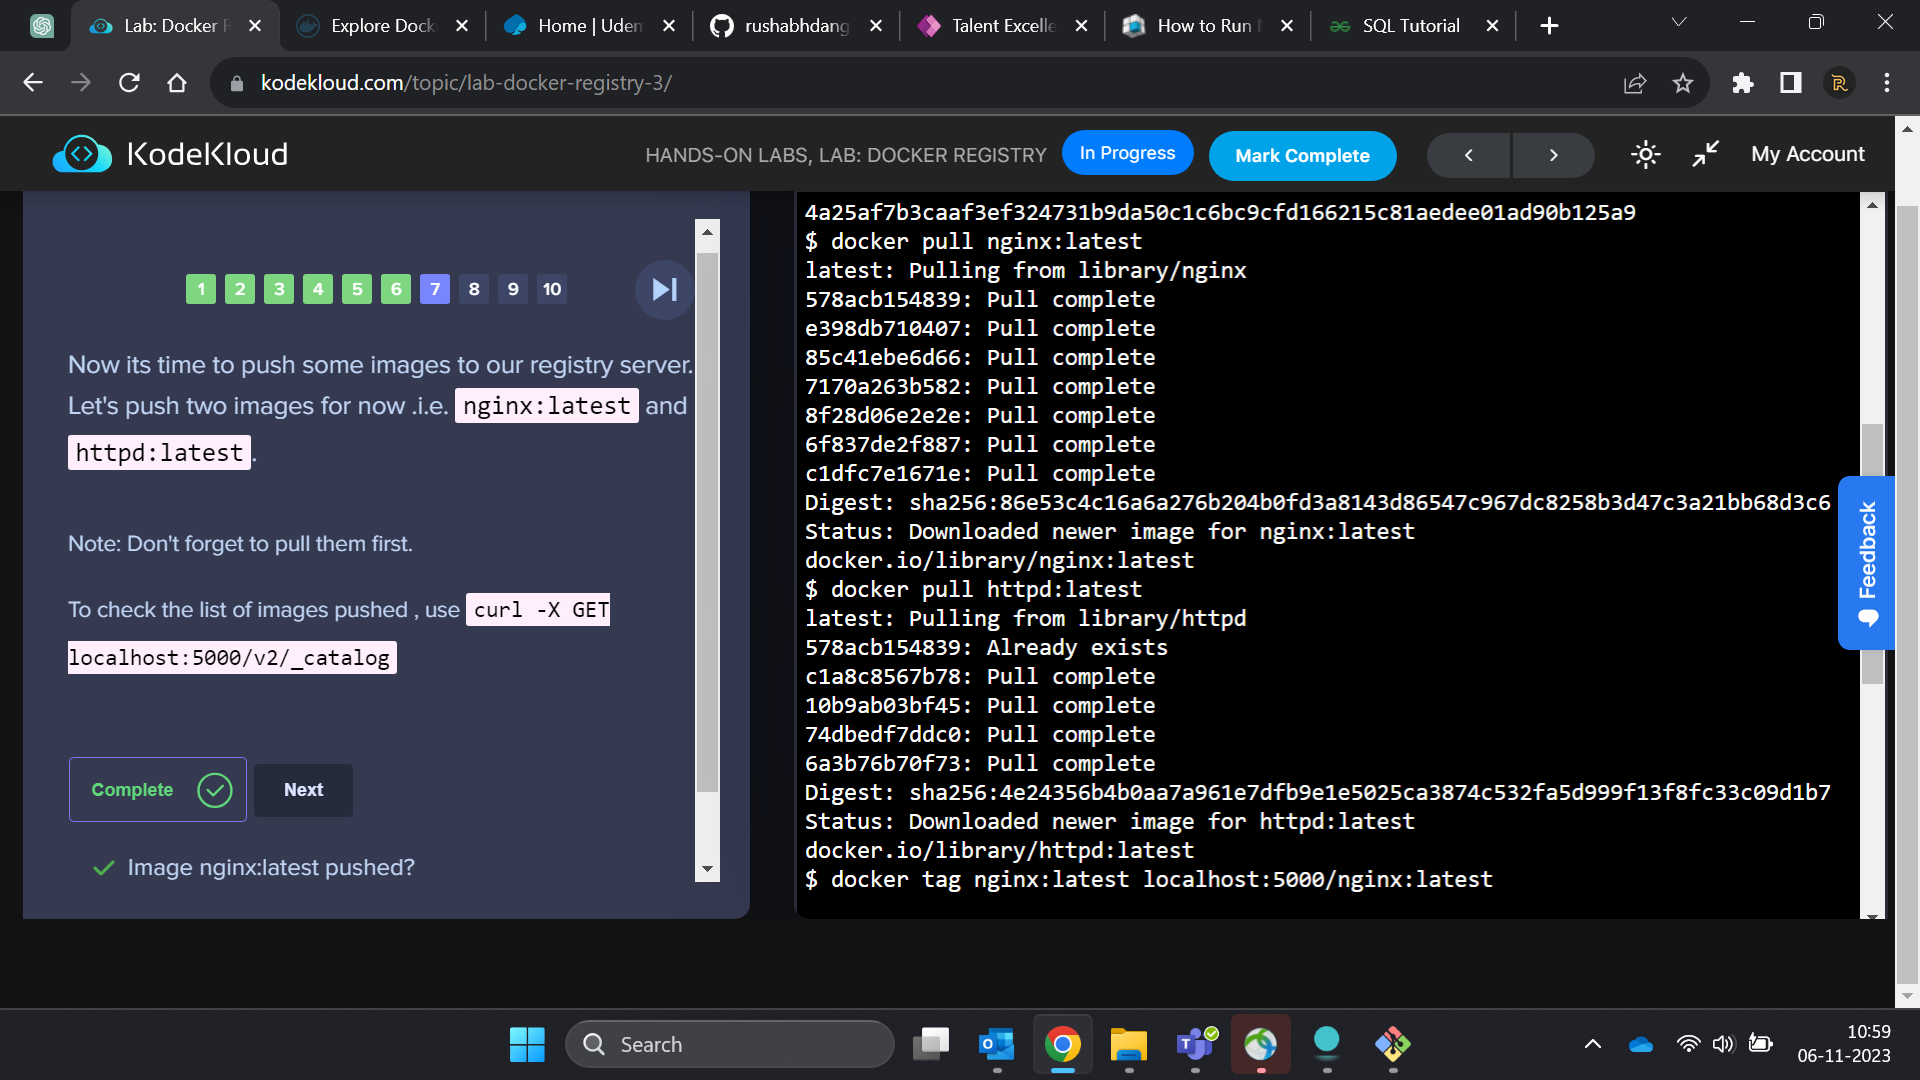 Lab: Docker R
Explore Dock
Home | Udem
rushabhdang
Talent Excelle
How to Run
SQL Tutorial
kodekloud.com/topic/lab-docker-registry-3/
KodeKloud
HANDS-ON LABS, LAB: DOCKER REGISTRY
In Progress
Mark Complete
My Account
1 2 3 4 5 6 7 8 9 10
Now its time to push some images to our registry server.
Let's push two images for now .i.e. nginx:latest and
httpd:latest.
Note: Don't forget to pull them first.
To check the list of images pushed , use curl -X GET
localhost:5000/v2/_catalog
Complete
Next
Image nginx:latest pushed?
4a25af7b3caaf3ef324731b9da50c1c6bc9cfd166215c81aedee01ad90b125a9
$ docker pull nginx:latest
latest: Pulling from library/nginx
578acb154839: Pull complete
e398db710407: Pull complete
85c41ebe6d66: Pull complete
7170a263b582: Pull complete
8f28d06e2e2e: Pull complete
6f837de2f887: Pull complete
c1dfc7e1671e: Pull complete
Digest: sha256:86e53c4c16a6a276b204b0fd3a8143d86547c967dc8258b3d47c3a21bb68d3c6
Status: Downloaded newer image for nginx:latest
docker.io/library/nginx:latest
$ docker pull httpd:latest
latest: Pulling from library/httpd
578acb154839: Already exists
c1a8c8567b78: Pull complete
10b9ab03bf45: Pull complete
74dbedf7ddc0: Pull complete
6a3b76b70f73: Pull complete
Digest: sha256:4e24356b4b0aa7a961e7dfb9e1e5025ca3874c532fa5d999f13f8fc33c09d1b7
Status: Downloaded newer image for httpd:latest
docker.io/library/httpd:latest
$ docker tag nginx:latest localhost:5000/nginx:latest
Feedback
Search
10:59
06-11-2023